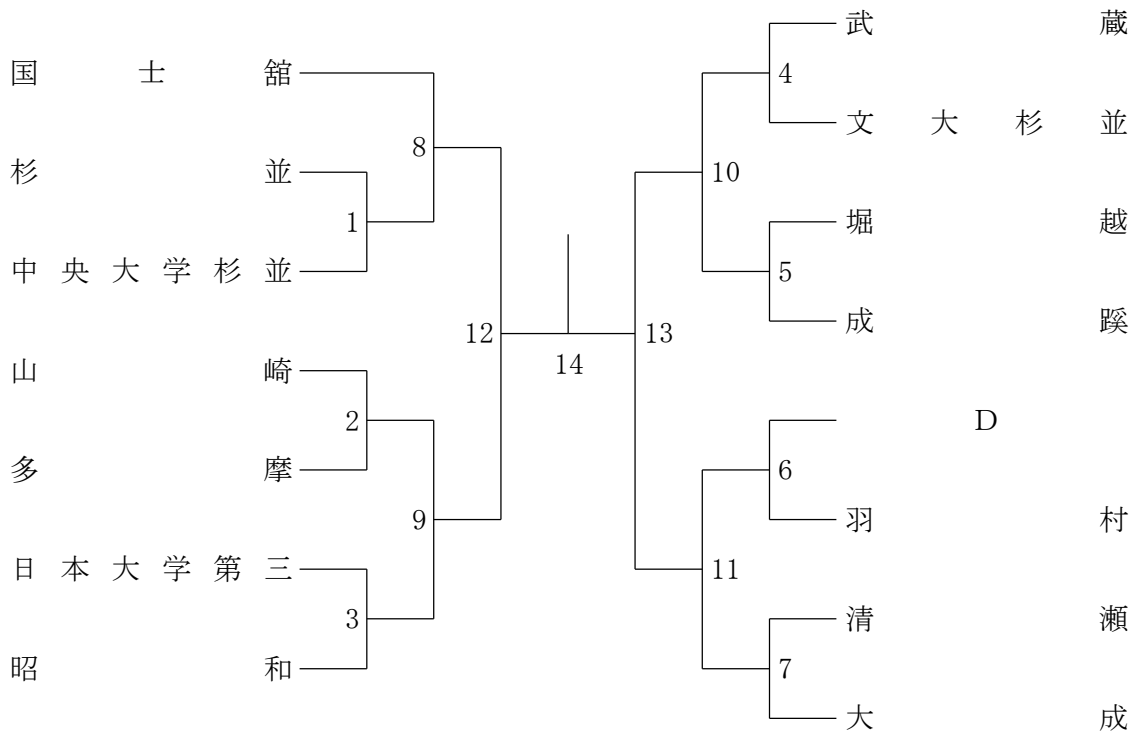 国士舘
杉並
中央大学杉並
山崎
多摩
日本大学第三
昭和
1
2
3
8
9
12
14
13
10
11
4
5
6
7
武蔵
文大杉並
堀越
成蹊
D
羽村
清瀬
大成